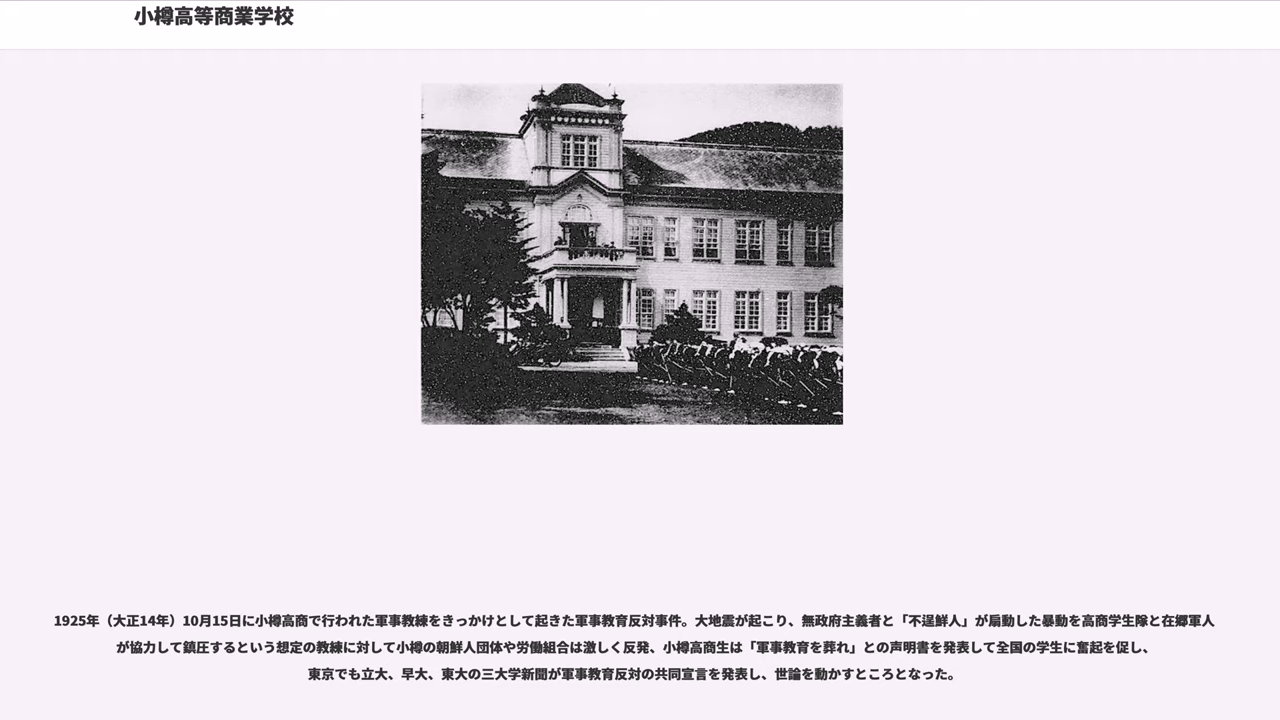 小樽高等商業学校
1925年（大正14年）10月15日に小樽高商で行われた軍事教練をきっかけとして起きた軍事教育反対事件。大地震が起こり、無政府主義者と「不逞鮮人」が扇動した暴動を高商学生隊と在郷軍人
が協力して鎮圧するという想定の教練に対して小樽の朝鮮人団体や労働組合は激しく反発、小樽高商生は「軍事教育を葬れ」との声明書を発表して全国の学生に奮起を促し、
東京でも立大、早大、東大の三大学新聞が軍事教育反対の共同宣言を発表し、世論を動かすところとなった。